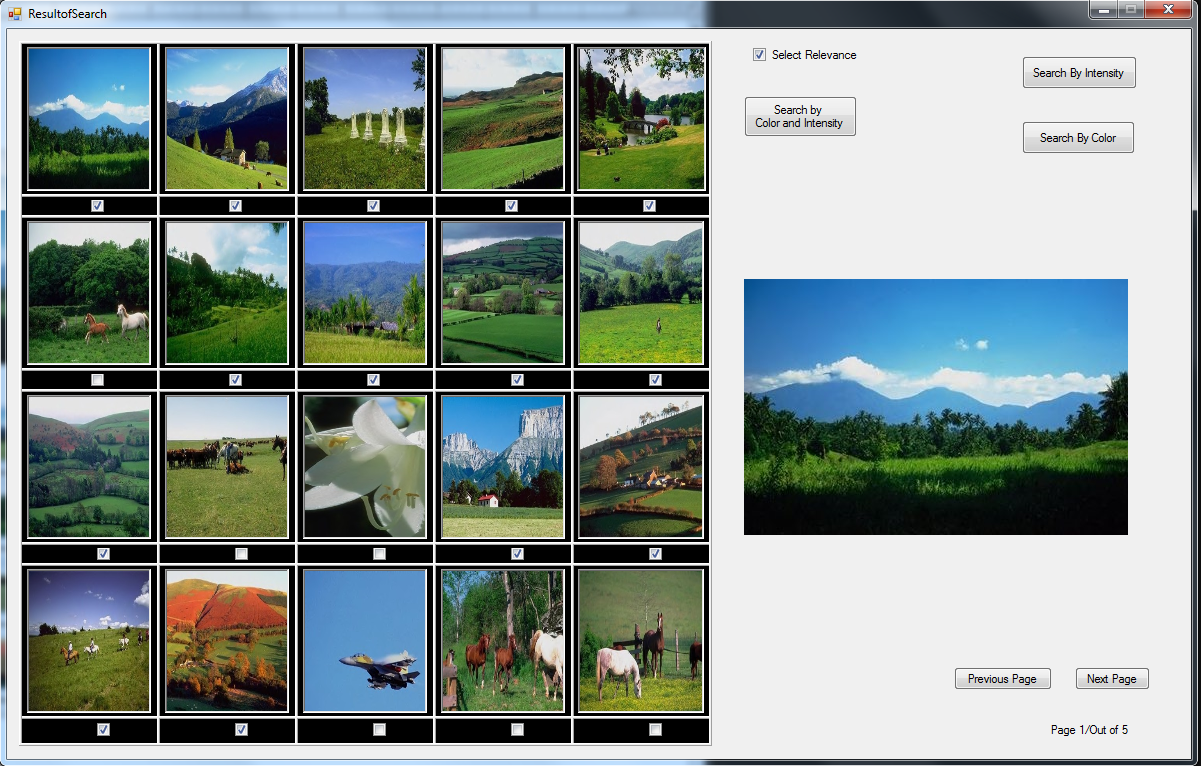 ResultofSearch
Select Relevance
Search By Intensity
Search by
Color and Intensity
Search By Color
Previous Page
Next Page
Page 1/Out of 5